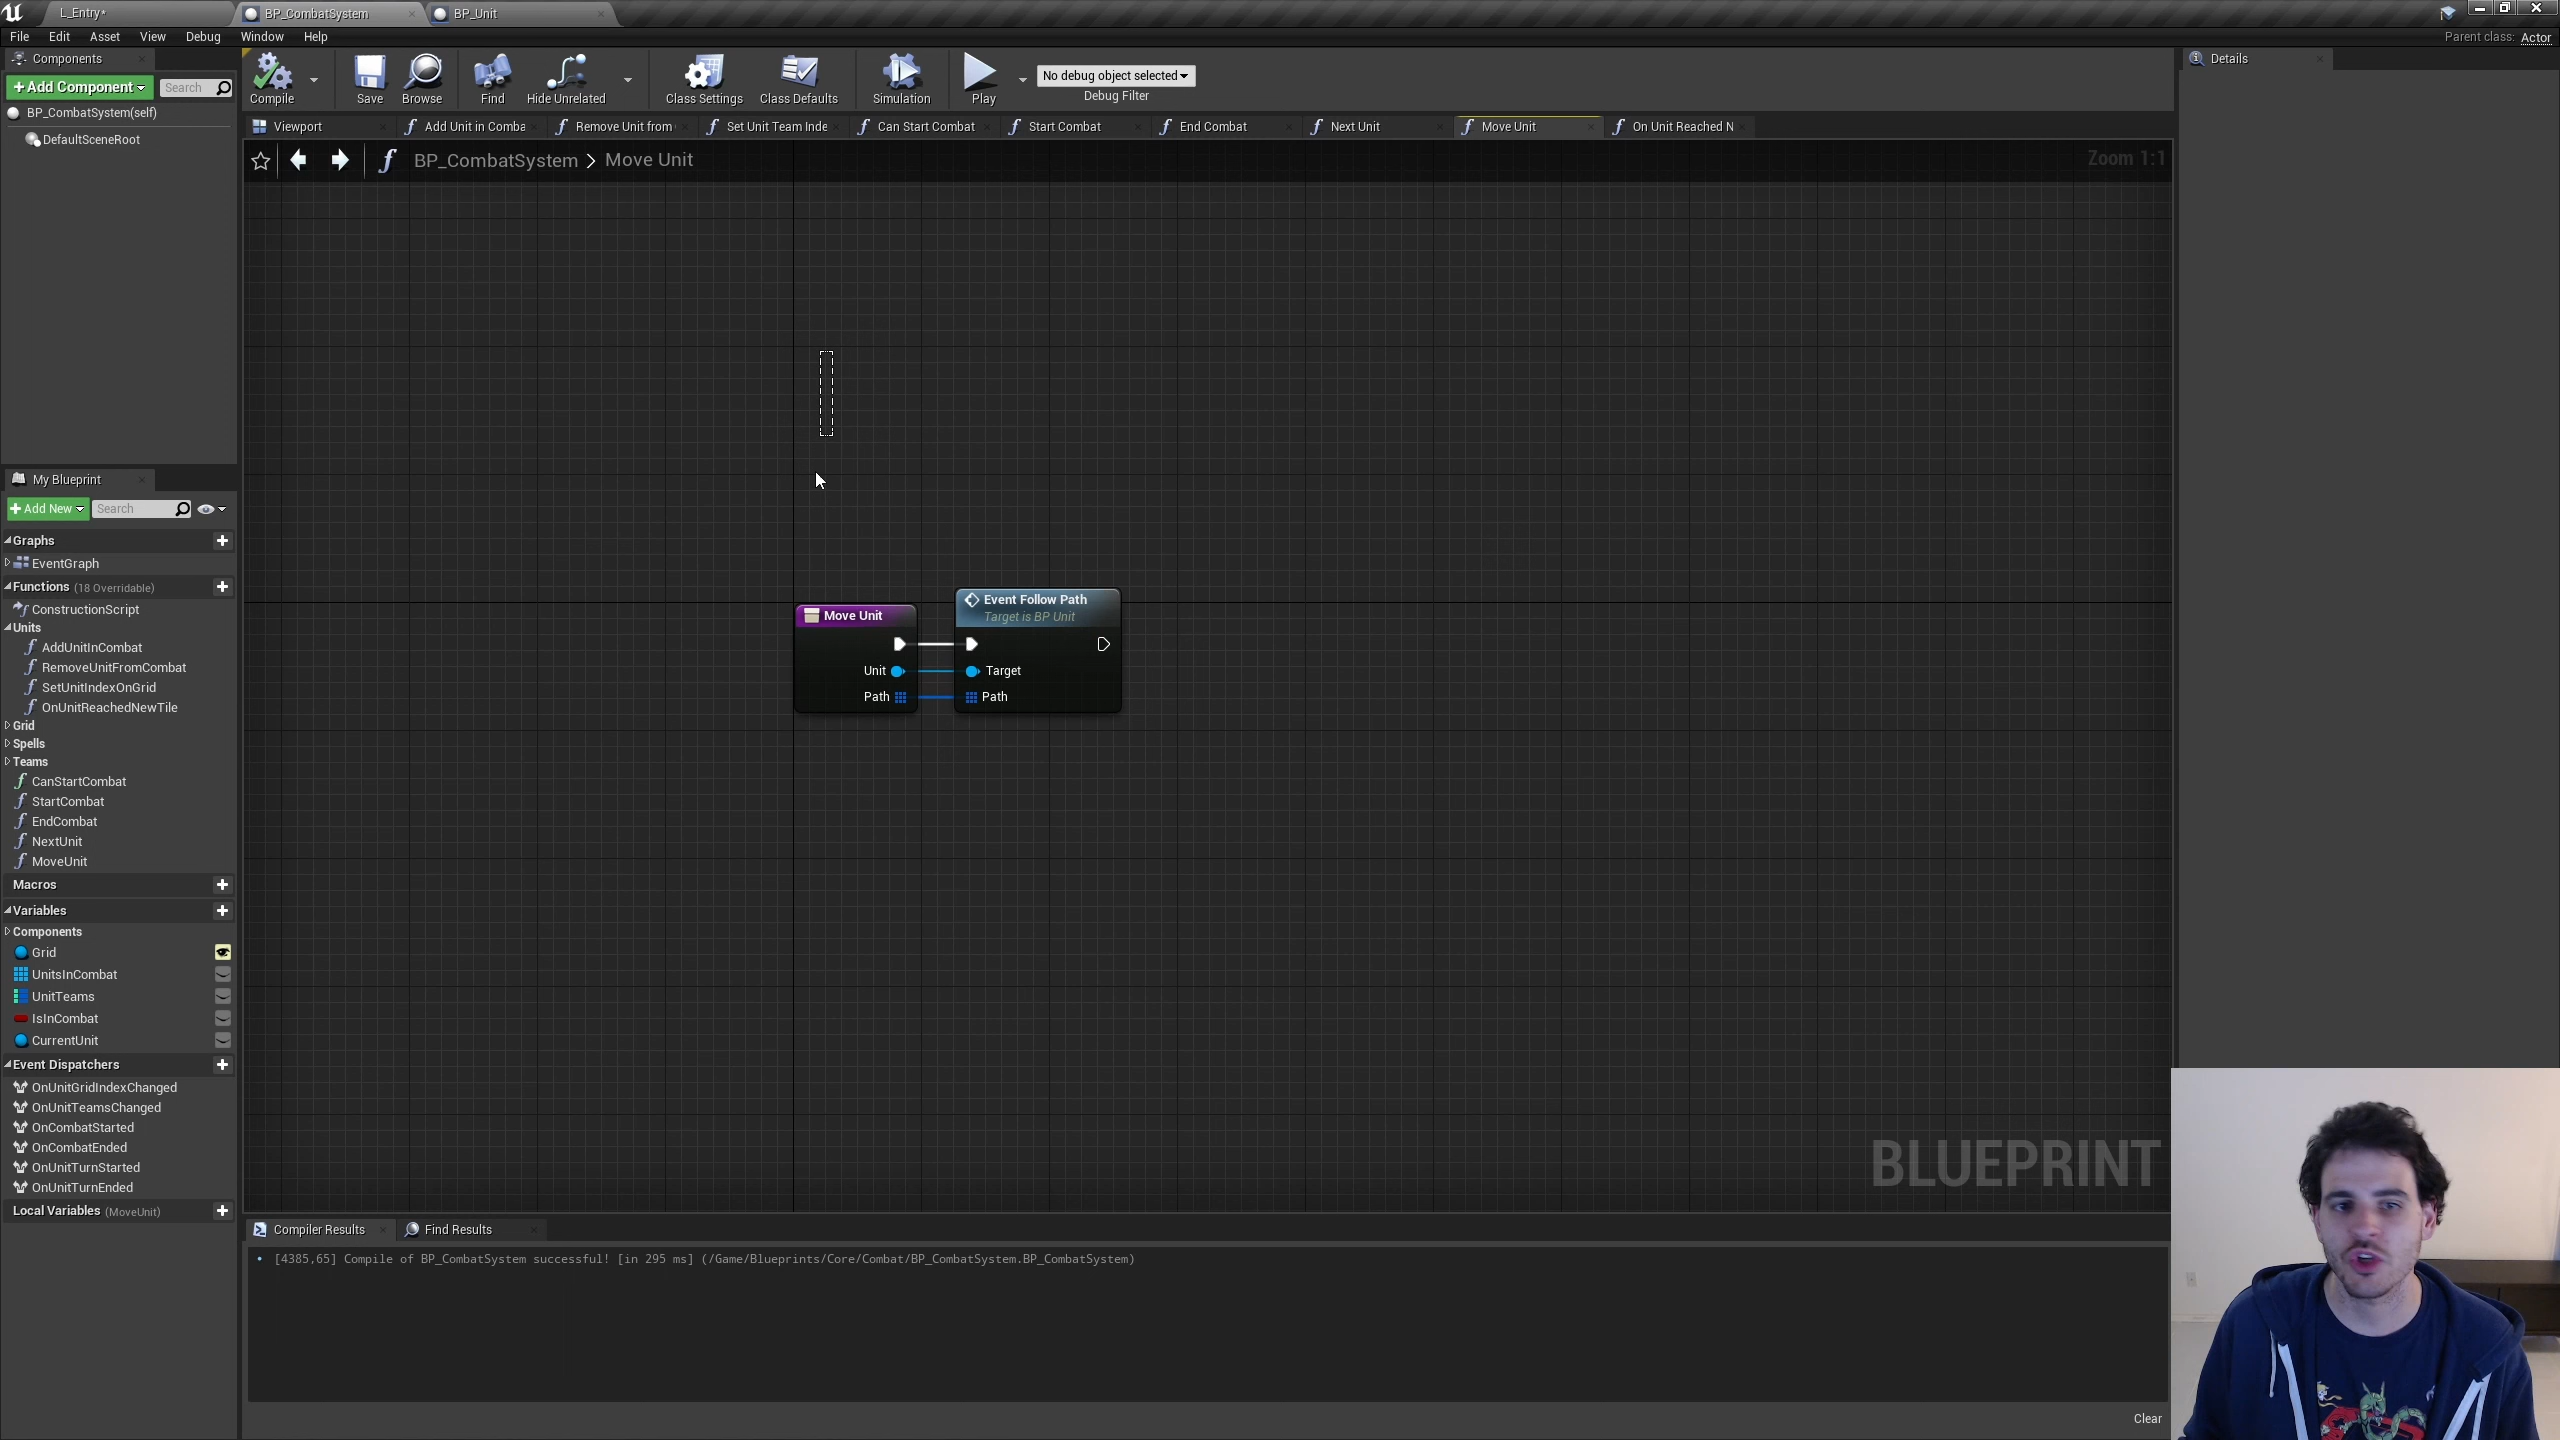 L_Entry*
BP_CombatSystem
BP_Unit
File Edit Asset View Debug Window Help
Parent class: Actor
Components
+Add Component
Search
BP_CombatSystem(self)
DefaultSceneRoot
Compile
Save
Browse
Find
Hide Unrelated
Class Settings
Class Defaults
Simulation
Play
No debug object selected
Debug Filter
Details
Viewport
Add Unit in Comba
Remove Unit from
Set Unit Team Inde
Can Start Combat
Start Combat
End Combat
Next Unit
Move Unit
On Unit Reached N
BP_CombatSystem > Move Unit
Zoom 1:1
Move Unit
Unit
Path
Event Follow Path
Target is BP Unit
Target
Path
BLUEPRINT
My Blueprint
+Add New
Search
Graphs
EventGraph
Functions (18 Overridable)
ConstructionScript
Units
AddUnitInCombat
RemoveUnitFromCombat
SetUnitIndexOnGrid
OnUnitReachedNewTile
Grid
Spells
Teams
CanStartCombat
StartCombat
EndCombat
NextUnit
MoveUnit
Macros
Variables
Components
Grid
UnitsInCombat
UnitTeams
IsInCombat
CurrentUnit
Event Dispatchers
OnUnitGridIndexChanged
OnUnitTeamsChanged
OnCombatStarted
OnCombatEnded
OnUnitTurnStarted
OnUnitTurnEnded
Local Variables (MoveUnit)
Compiler Results
Find Results
[4385,65] Compile of BP_CombatSystem successful! [in 295 ms] (/Game/Blueprints/Core/Combat/BP_CombatSystem.BP_CombatSystem)
Clear